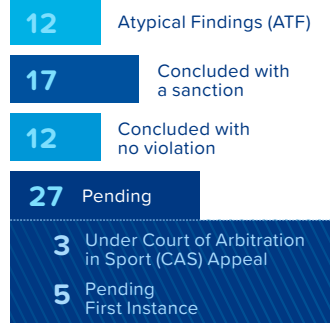 12 Atypical Findings (ATF)
17 Concluded with
a sanction
12 Concluded with
no violation
27 Pending
3 Under Court of Arbitration
in Sport (CAS) Appeal
5 Pending
First Instance